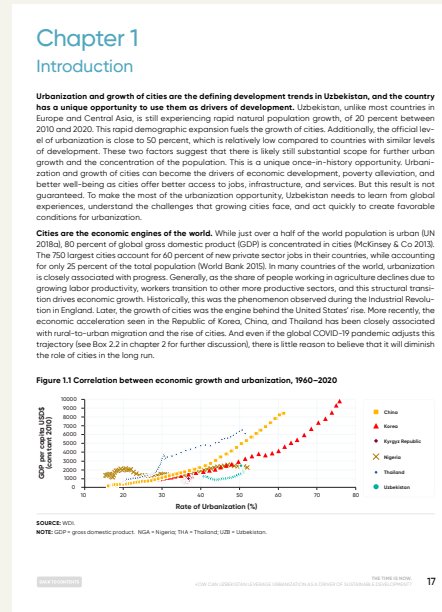 Chapter 1
Introduction
Urbanization and growth of cities are the defining development trends in Uzbekistan, and the country
has a unique opportunity to use them as drivers of development. Uzbekistan, unlike most countries in
Europe and Central Asia, is still experiencing rapid natural population growth, of 20 percent between
2010 and 2020. This rapid demographic expansion fuels the growth of cities. Additionally, the official lev-
el of urbanization is close to 50 percent, which is relatively low compared to countries with similar levels
of development. These two factors suggest that there is likely still substantial scope for further urban
growth and the concentration of the population. This is a unique once-in-history opportunity. Urbani-
zation and growth of cities can become the drivers of economic development, poverty alleviation, and
better well-being as cities offer better access to jobs, infrastructure, and services. But this result is not
guaranteed. To make the most of the urbanization opportunity, Uzbekistan needs to learn from global
experiences, understand the challenges that growing cities face, and act quickly to create favorable
conditions for urbanization.
Cities are the economic engines of the world. While just over a half of the world population is urban (UN
2018a), 80 percent of global gross domestic product (GDP) is concentrated in cities (McKinsey & Co 2013).
The 750 largest cities account for 60 percent of new private sector jobs in their countries, while accounting
for only 25 percent of the total population (World Bank 2015). In many countries of the world, urbanization
is closely associated with progress. Generally, as the share of people working in agriculture declines due to
growing labor productivity, workers transition to other more productive sectors, and this structural transi-
tion drives economic growth. Historically, this was the phenomenon observed during the Industrial Revolu-
tion in England. Later, the growth of cities was the engine behind the United States' rise. More recently, the
economic acceleration seen in the Republic of Korea, China, and Thailand has been closely associated
with rural-to-urban migration and the rise of cities. And even if the global COVID-19 pandemic adjusts this
trajectory (see Box 2.2 in chapter 2 for further discussion), there is little reason to believe that it will diminish
the role of cities in the long run.
Figure 1.1 Correlation between economic growth and urbanization, 1960–2020
GDP per capita USD$
(constant 2010)
10000
9000
8000
7000
6000
5000
4000
3000
2000
1000
0
10 20 30 40 50 60 70 80
Rate of Urbanization (%)
China
Korea
Kyrgyz Republic
Nigeria
Thailand
Uzbekistan
SOURCE: WDI.
NOTE: GDP = gross domestic product. NGA = Nigeria; THA = Thailand; UZB = Uzbekistan.
BACK TO CONTENTS
THE TIME IS NOW:
HOW CAN UZBEKISTAN LEVERAGE URBANIZATION AS A DRIVER OF SUSTAINABLE DEVELOPMENT?
17